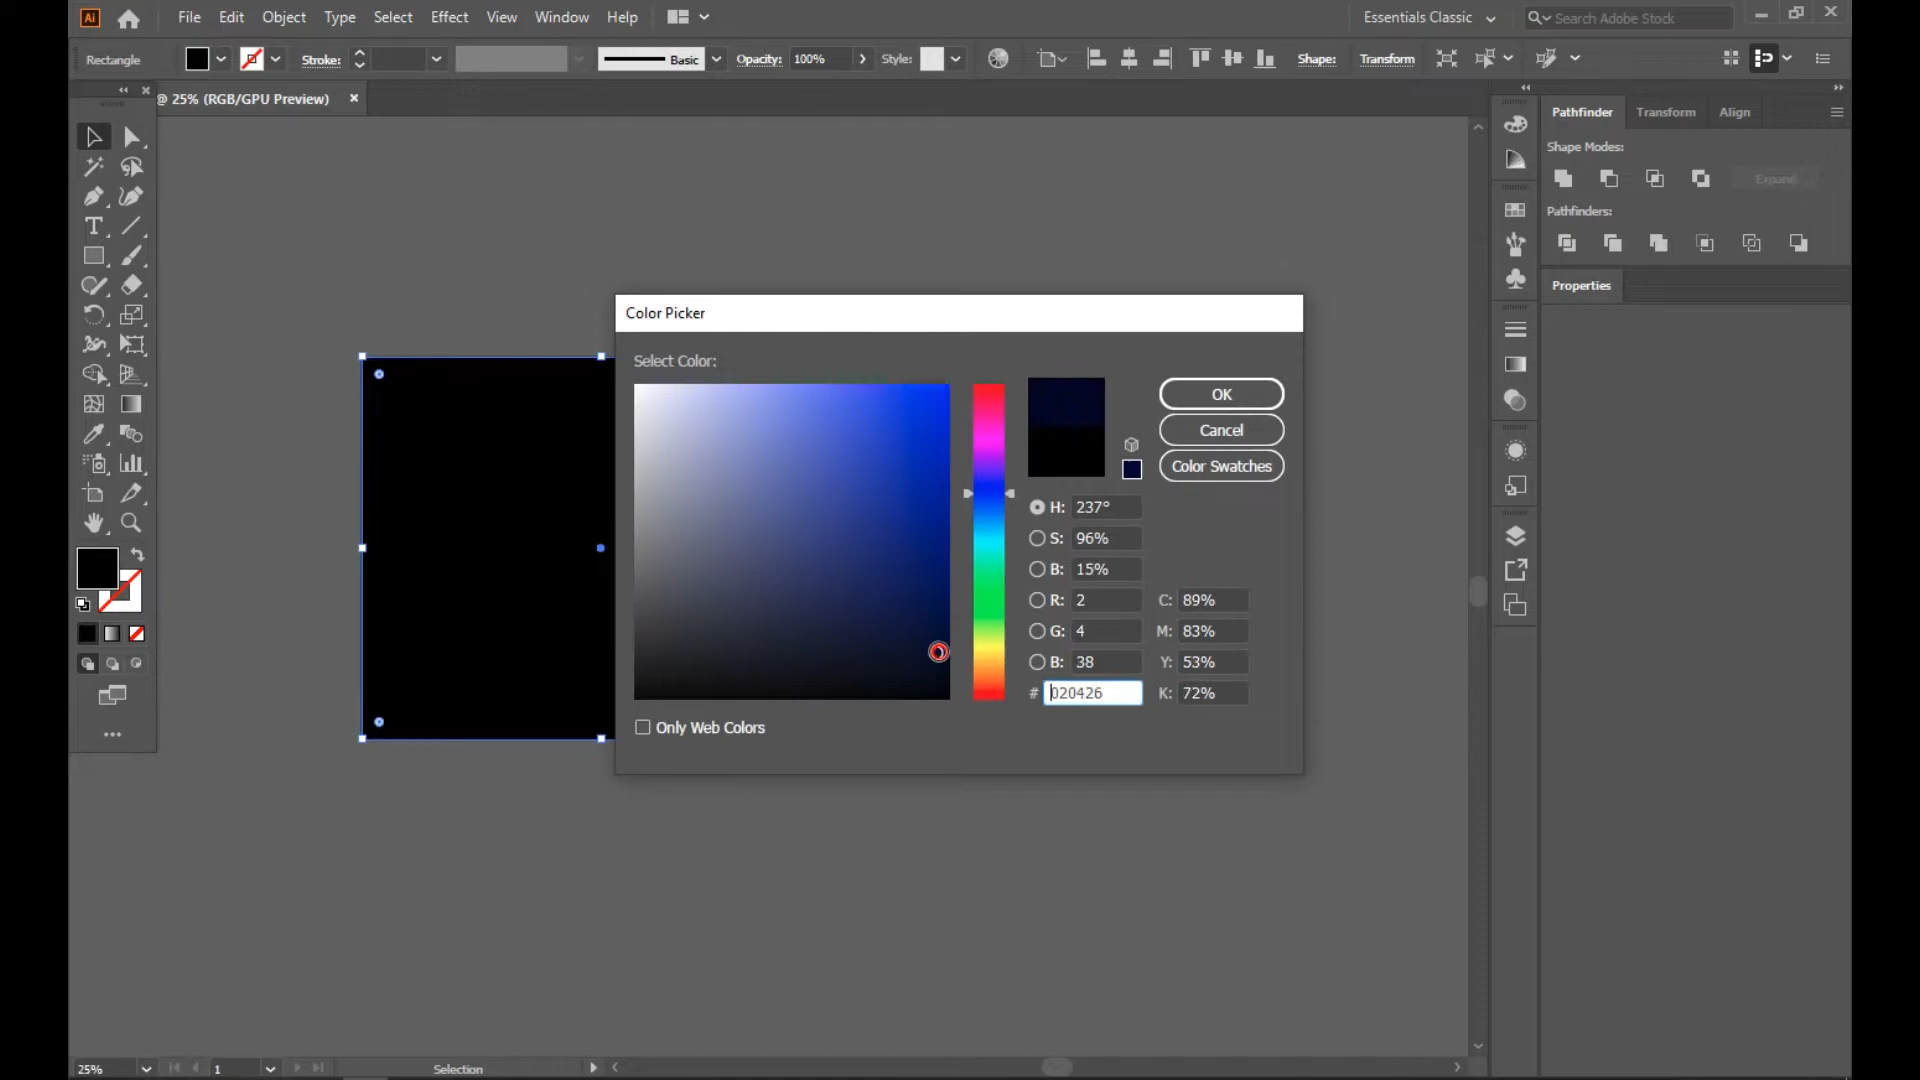 Ai File Edit Object Type Select Effect View Window Help Essentials Classic Search Adobe Stock
Rectangle Stroke: Basic Opacity: 100% Style: Shape: Transform
@ 25% (RGB/GPU Preview)
Pathfinder Transform Align
Shape Modes:
Expand
Pathfinders:
Properties
Color Picker
Select Color:
OK
Cancel
Color Swatches
H: 237°
S: 96%
B: 15%
R: 2 C: 89%
G: 4 M: 83%
B: 38 Y: 53%
# 020426 K: 72%
Only Web Colors
25% 1 Selection